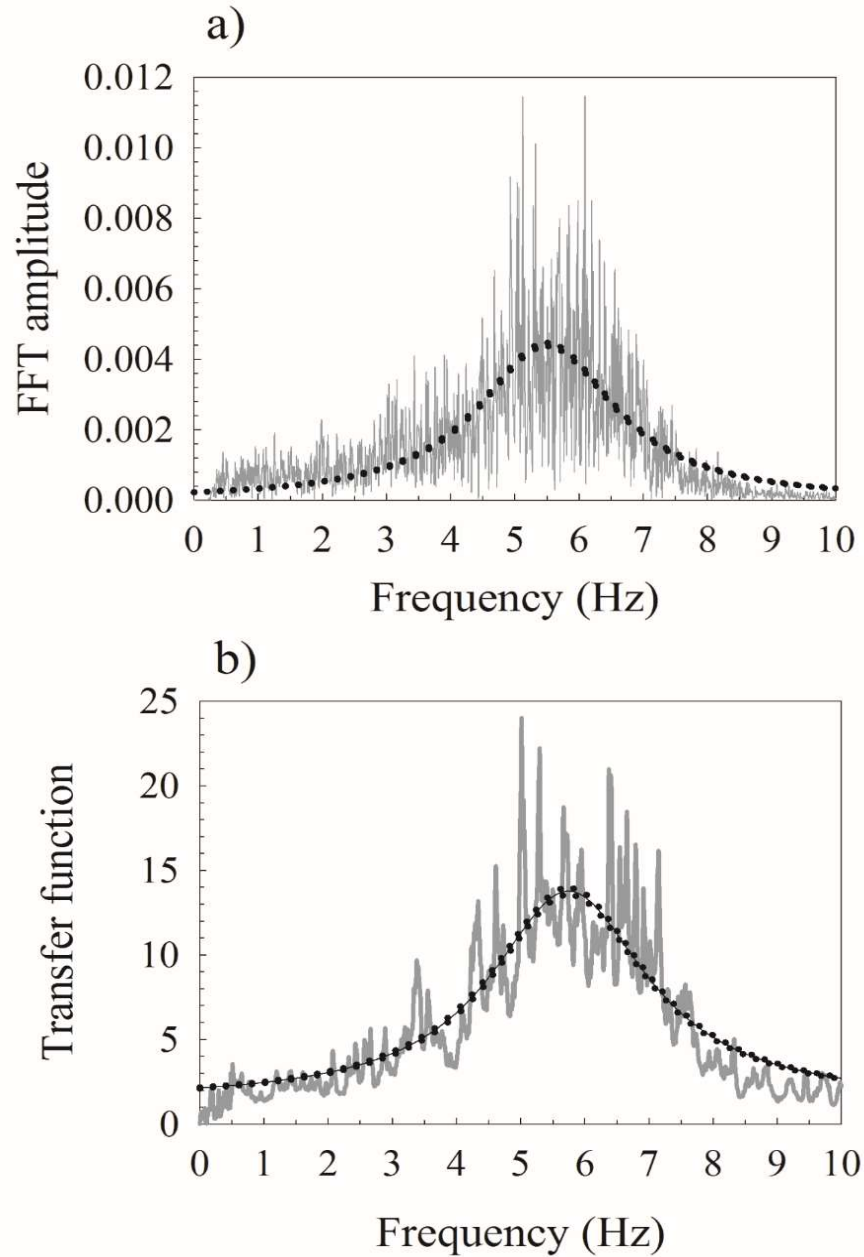 a)
FFT amplitude
0.012
0.010
0.008
0.006
0.004
0.002
0.000
0 1 2 3 4 5 6 7 8 9 10
Frequency (Hz)
b)
Transfer function
25
20
15
10
5
0
0 1 2 3 4 5 6 7 8 9 10
Frequency (Hz)